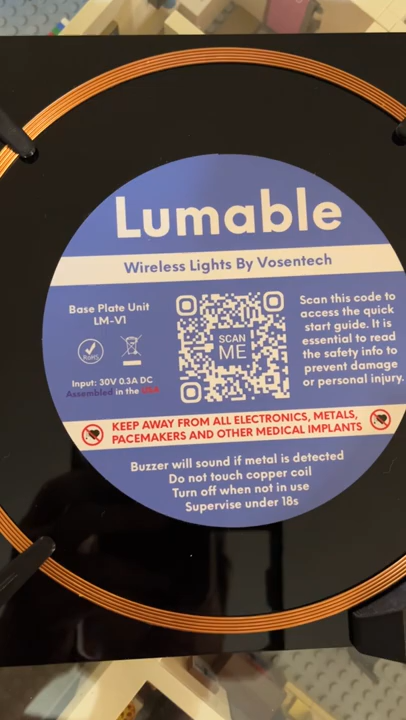 Lumable
Wireless Lights By Vosentech
Base Plate Unit
LM-V1
RoHS
Input: 30V 0.3A DC
Assembled in the USA
SCAN
ME
Scan this code to
access the quick
start guide. It is
essential to read
the safety info to
prevent damage
or personal injury.
KEEP AWAY FROM ALL ELECTRONICS, METALS,
PACEMAKERS AND OTHER MEDICAL IMPLANTS
Buzzer will sound if metal is detected
Do not touch copper coil
Turn off when not in use
Supervise under 18s